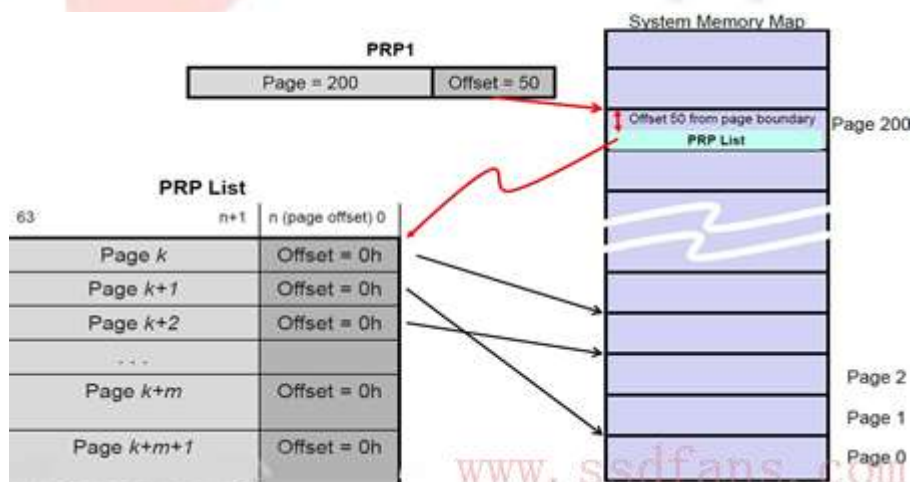 System Memory Map
PRP1
Page = 200 Offset = 50
Offset 50 from page boundary
PRP List
Page 200
PRP List
63 n+1 n (page offset) 0
Page k Offset = 0h
Page k+1 Offset = 0h
Page k+2 Offset = 0h
. . .
Page k+m Offset = 0h
Page k+m+1 Offset = 0h
Page 2
Page 1
Page 0
www.ssdfans.com